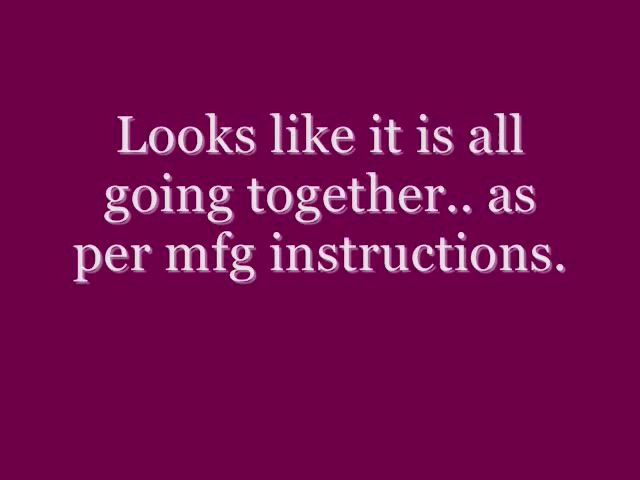 Looks like it is all
going together.. as
per mfg instructions.